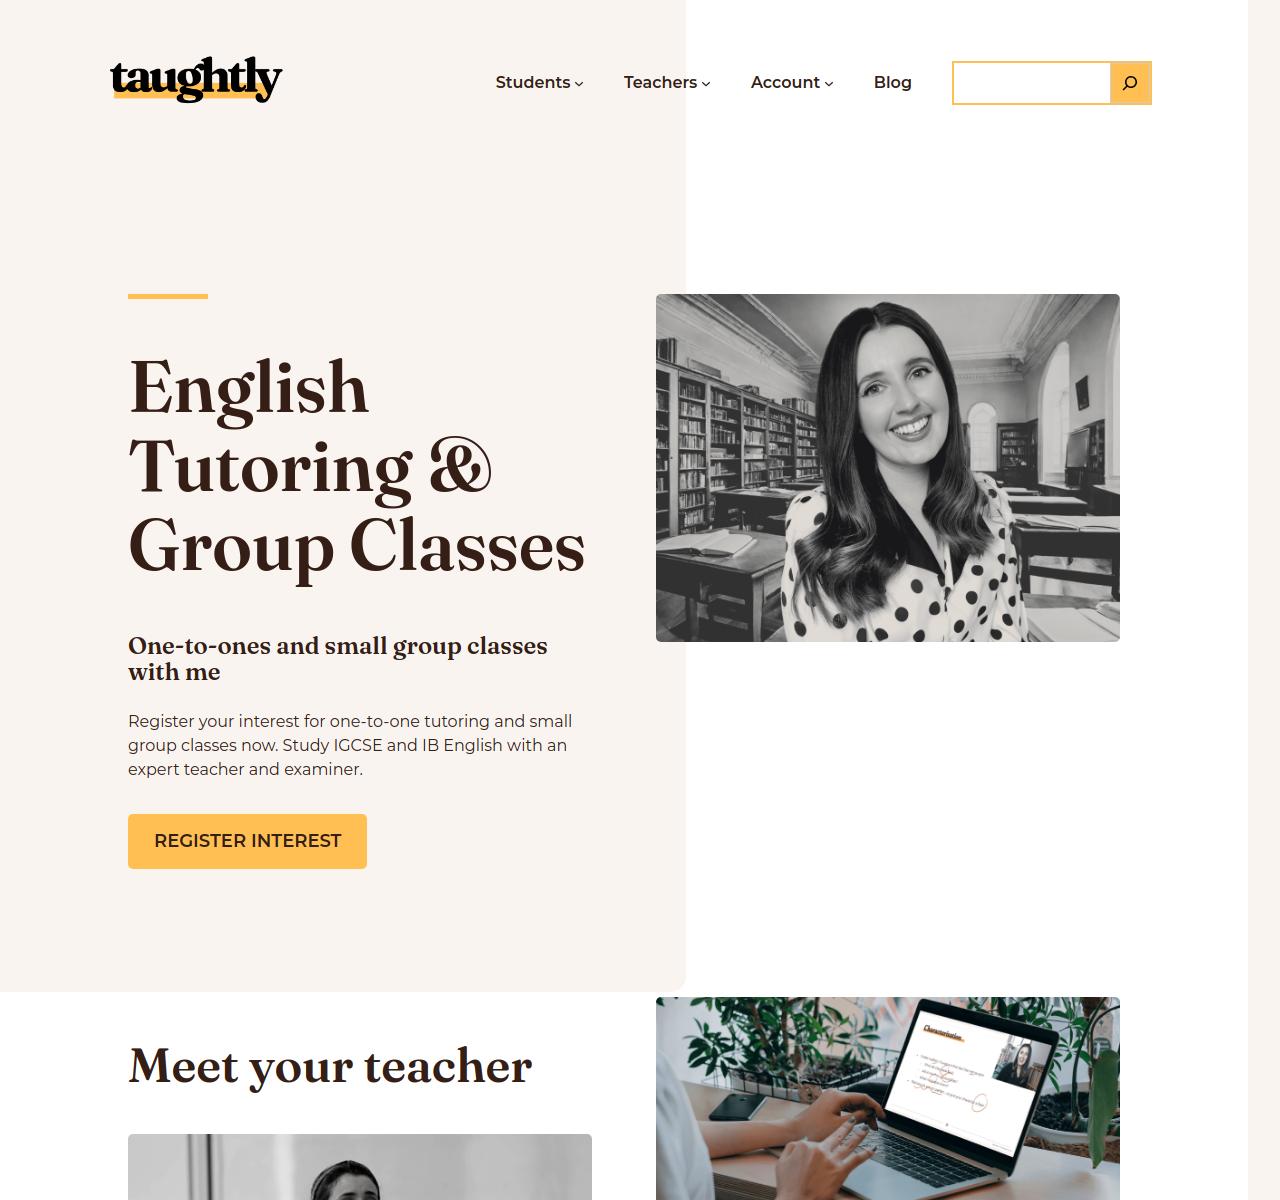 taughtly
Students
Teachers
Account
Blog
English
Tutoring &
Group Classes
One-to-ones and small group classes
with me
Register your interest for one-to-one tutoring and small
group classes now. Study IGCSE and IB English with an
expert teacher and examiner.
REGISTER INTEREST
Meet your teacher
Characterisation